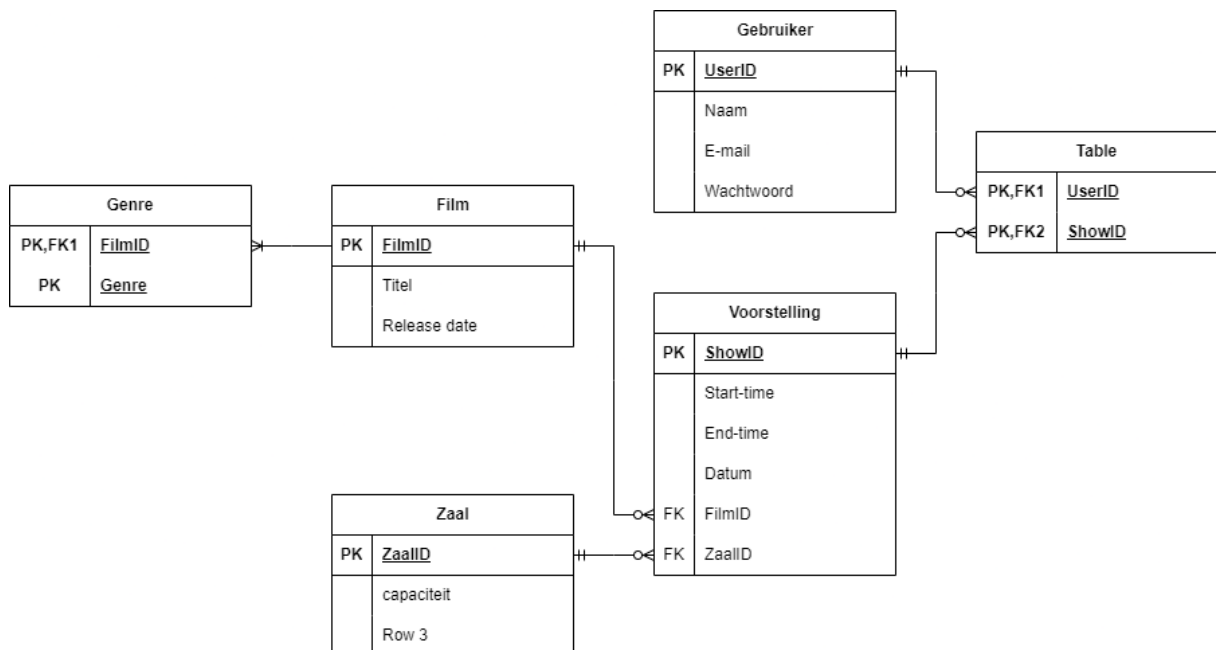 Gebruiker
PK UserID
Naam
E-mail
Wachtwoord
Table
PK,FK1 UserID
PK,FK2 ShowID
Genre
PK,FK1 FilmID
PK Genre
Film
PK FilmID
Titel
Release date
Voorstelling
PK ShowID
Start-time
End-time
Datum
FK FilmID
FK ZaalID
Zaal
PK ZaalID
capaciteit
Row 3